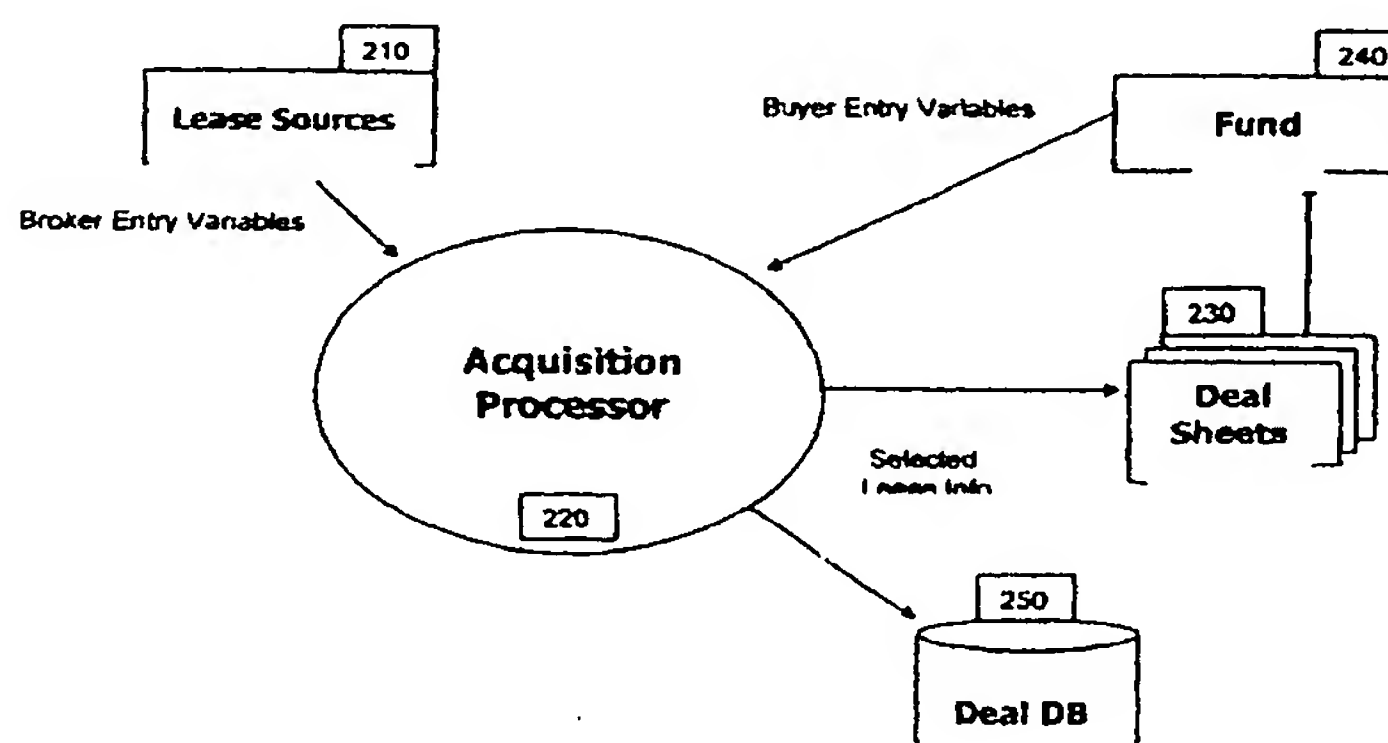 210
Lease Sources
Broker Entry Variables
Buyer Entry Variables
240
Fund
Acquisition
Processor
220
230
Deal
Sheets
Selected
250
Deal DB